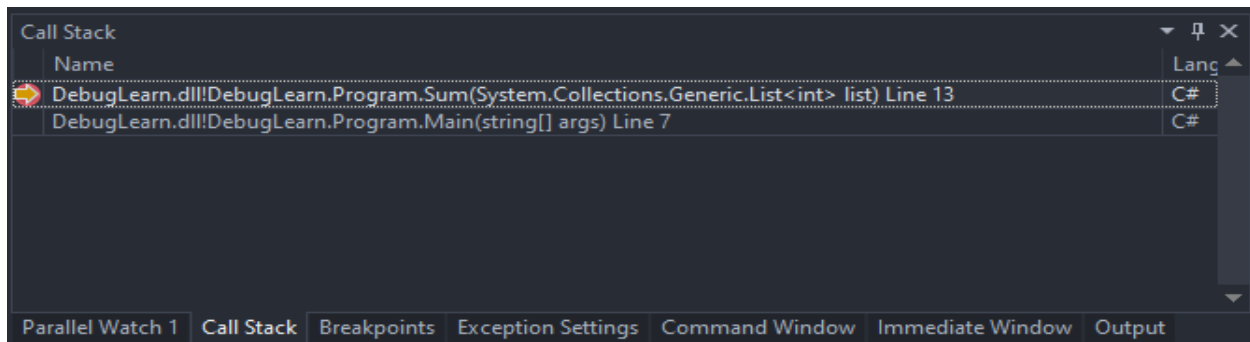 Call Stack
Name Lang
DebugLearn.dll!DebugLearn.Program.Sum(System.Collections.Generic.List<int> list) Line 13 C#
DebugLearn.dll!DebugLearn.Program.Main(string[] args) Line 7 C#
Parallel Watch 1 Call Stack Breakpoints Exception Settings Command Window Immediate Window Output